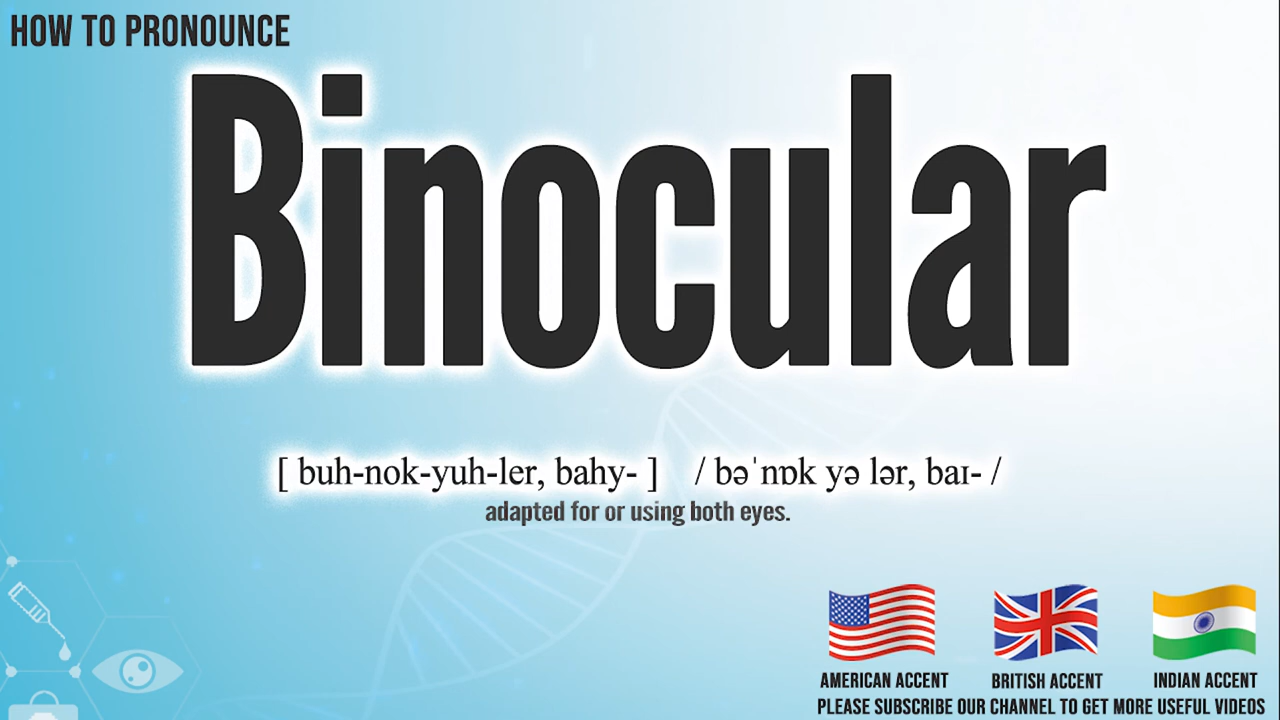 HOW TO PRONOUNCE
Binocular
[ buh-nok-yuh-ler, bahy- ] / bəˈnɒk yə lər, baɪ- /
adapted for or using both eyes.
AMERICAN ACCENT BRITISH ACCENT INDIAN ACCENT
PLEASE SUBSCRIBE OUR CHANNEL TO GET MORE USEFUL VIDEOS